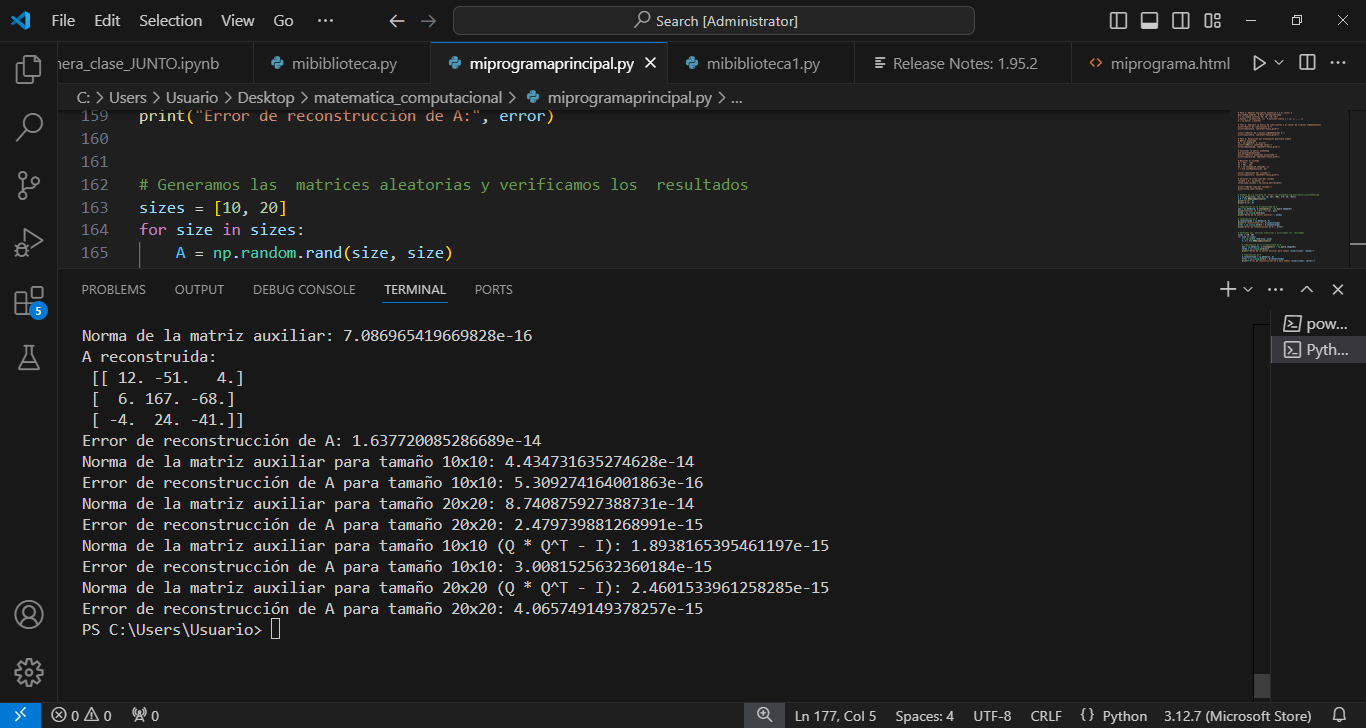 File Edit Selection View Go ··· Search [Administrator]
nera_clase_JUNTO.ipynb mibiblioteca.py miprogramaprincipal.py mibiblioteca1.py Release Notes: 1.95.2 miprograma.html
C: > Users > Usuario > Desktop > matematica_computacional > miprogramaprincipal.py > ...
159 print("Error de reconstrucción de A:", error)
160
161
162 # Generamos las  matrices aleatorias y verificamos los  resultados
163 sizes = [10, 20]
164 for size in sizes:
165     A = np.random.rand(size, size)
5
PROBLEMS OUTPUT DEBUG CONSOLE TERMINAL PORTS
pow...
Pyth...
Norma de la matriz auxiliar: 7.086965419669828e-16
A reconstruida:
 [[ 12. -51.   4.]
 [  6. 167. -68.]
 [ -4.  24. -41.]]
Error de reconstrucción de A: 1.637720085286689e-14
Norma de la matriz auxiliar para tamaño 10x10: 4.434731635274628e-14
Error de reconstrucción de A para tamaño 10x10: 5.309274164001863e-16
Norma de la matriz auxiliar para tamaño 20x20: 8.740875927388731e-14
Error de reconstrucción de A para tamaño 20x20: 2.479739881268991e-15
Norma de la matriz auxiliar para tamaño 10x10 (Q * Q^T - I): 1.8938165395461197e-15
Error de reconstrucción de A para tamaño 10x10: 3.0081525632360184e-15
Norma de la matriz auxiliar para tamaño 20x20 (Q * Q^T - I): 2.4601533961258285e-15
Error de reconstrucción de A para tamaño 20x20: 4.065749149378257e-15
PS C:\Users\Usuario>
0 0 0 Ln 177, Col 5 Spaces: 4 UTF-8 CRLF {} Python 3.12.7 (Microsoft Store)